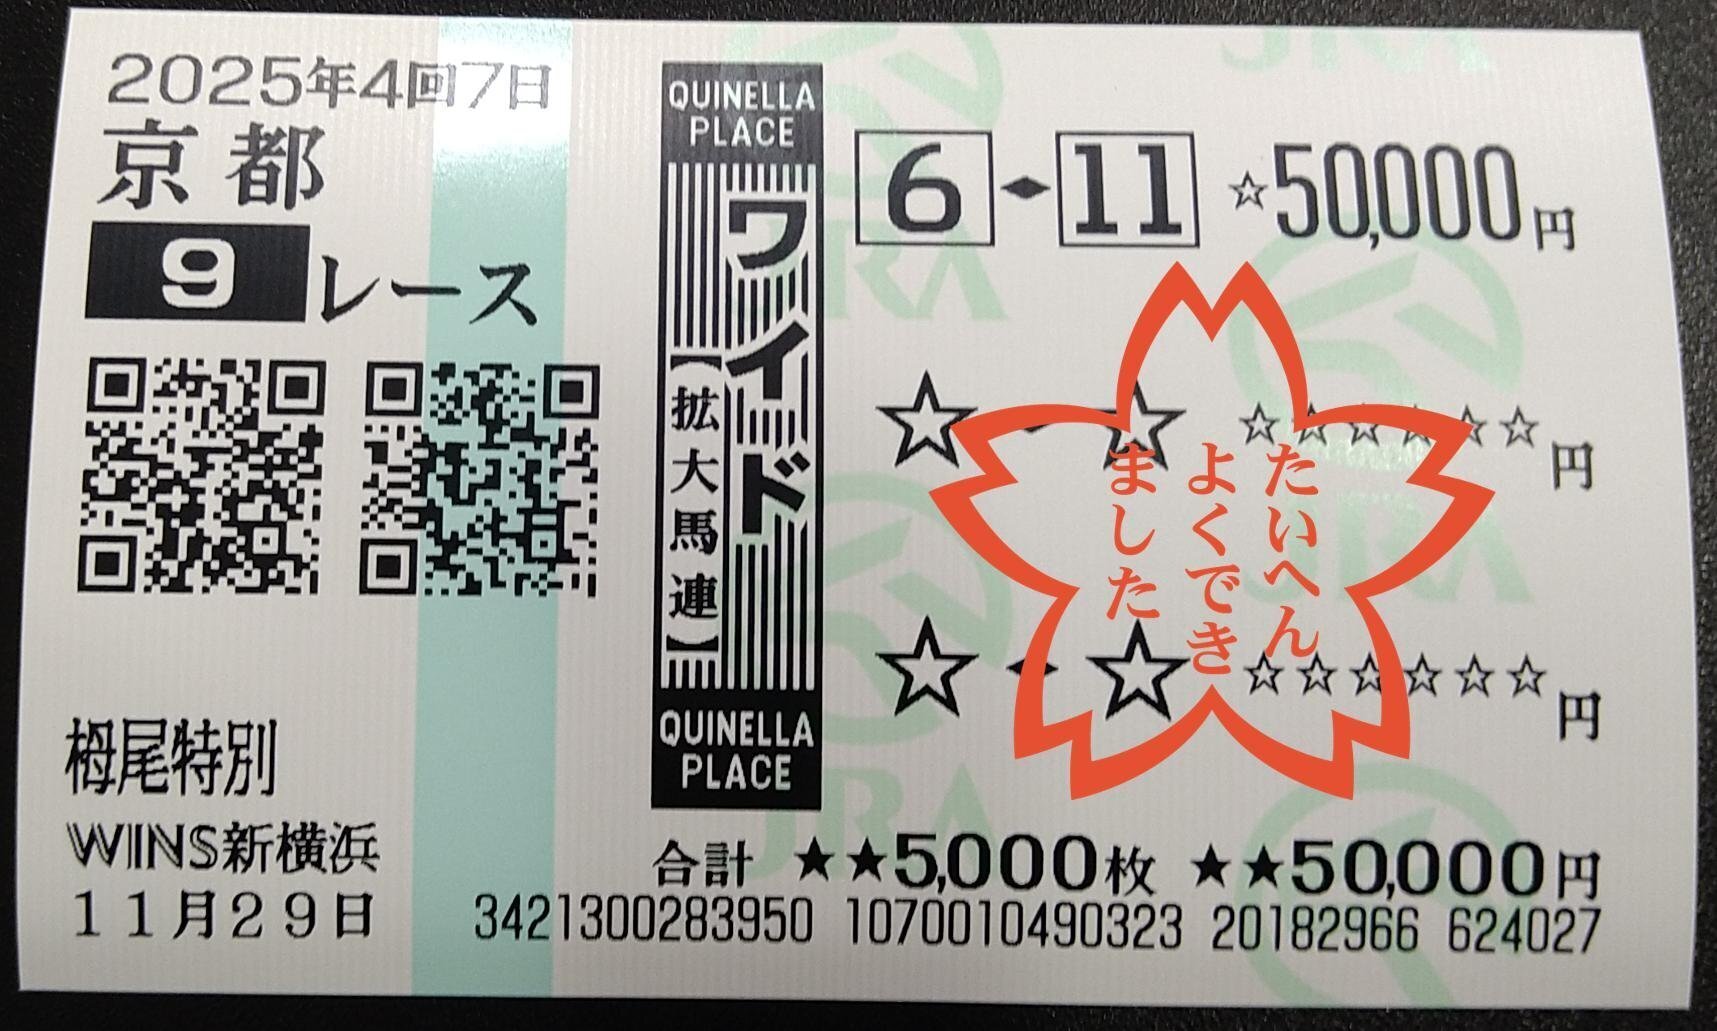 2025年4回7日
京都
9レース
栂尾特別
WINS新横浜
11月29日
QUINELLA
PLACE
ワイド
【拡大馬連】
QUINELLA
PLACE
6 11 ☆50,000円
☆ ☆ ☆☆☆☆☆☆円
☆ ☆ ☆☆☆☆☆☆円
たいへん
よくでき
ました
合計 ★★5,000枚 ★★50,000円
3421300283950 1070010490323 20182966 624027
JRA
JRA
JRA